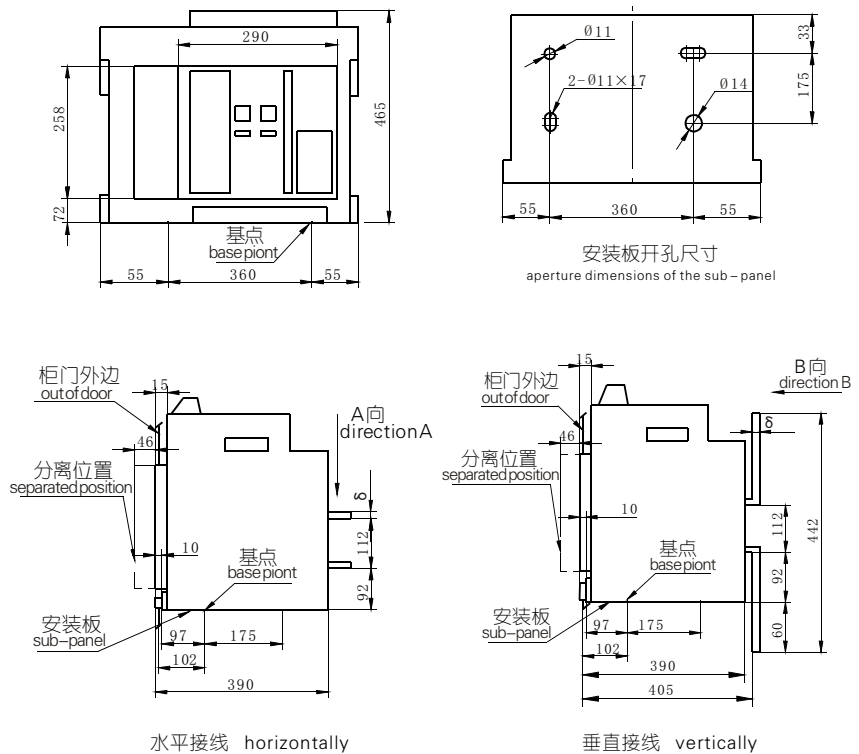 290
258
72
465
基点
base piont
55
360
55
Ø11
33
2-Ø11×17
Ø14
175
55
360
55
安装板开孔尺寸
aperture dimensions of the sub-panel
柜门外边
out of door
15
A向
direction A
46
分离位置
separated position
δ
10
112
基点
base piont
92
安装板
sub-panel
97
175
102
390
水平接线 horizontally
15
B向
direction B
柜门外边
out of door
δ
46
分离位置
separated position
10
112
442
基点
base piont
92
安装板
sub-panel
97
175
60
102
390
405
垂直接线 vertically